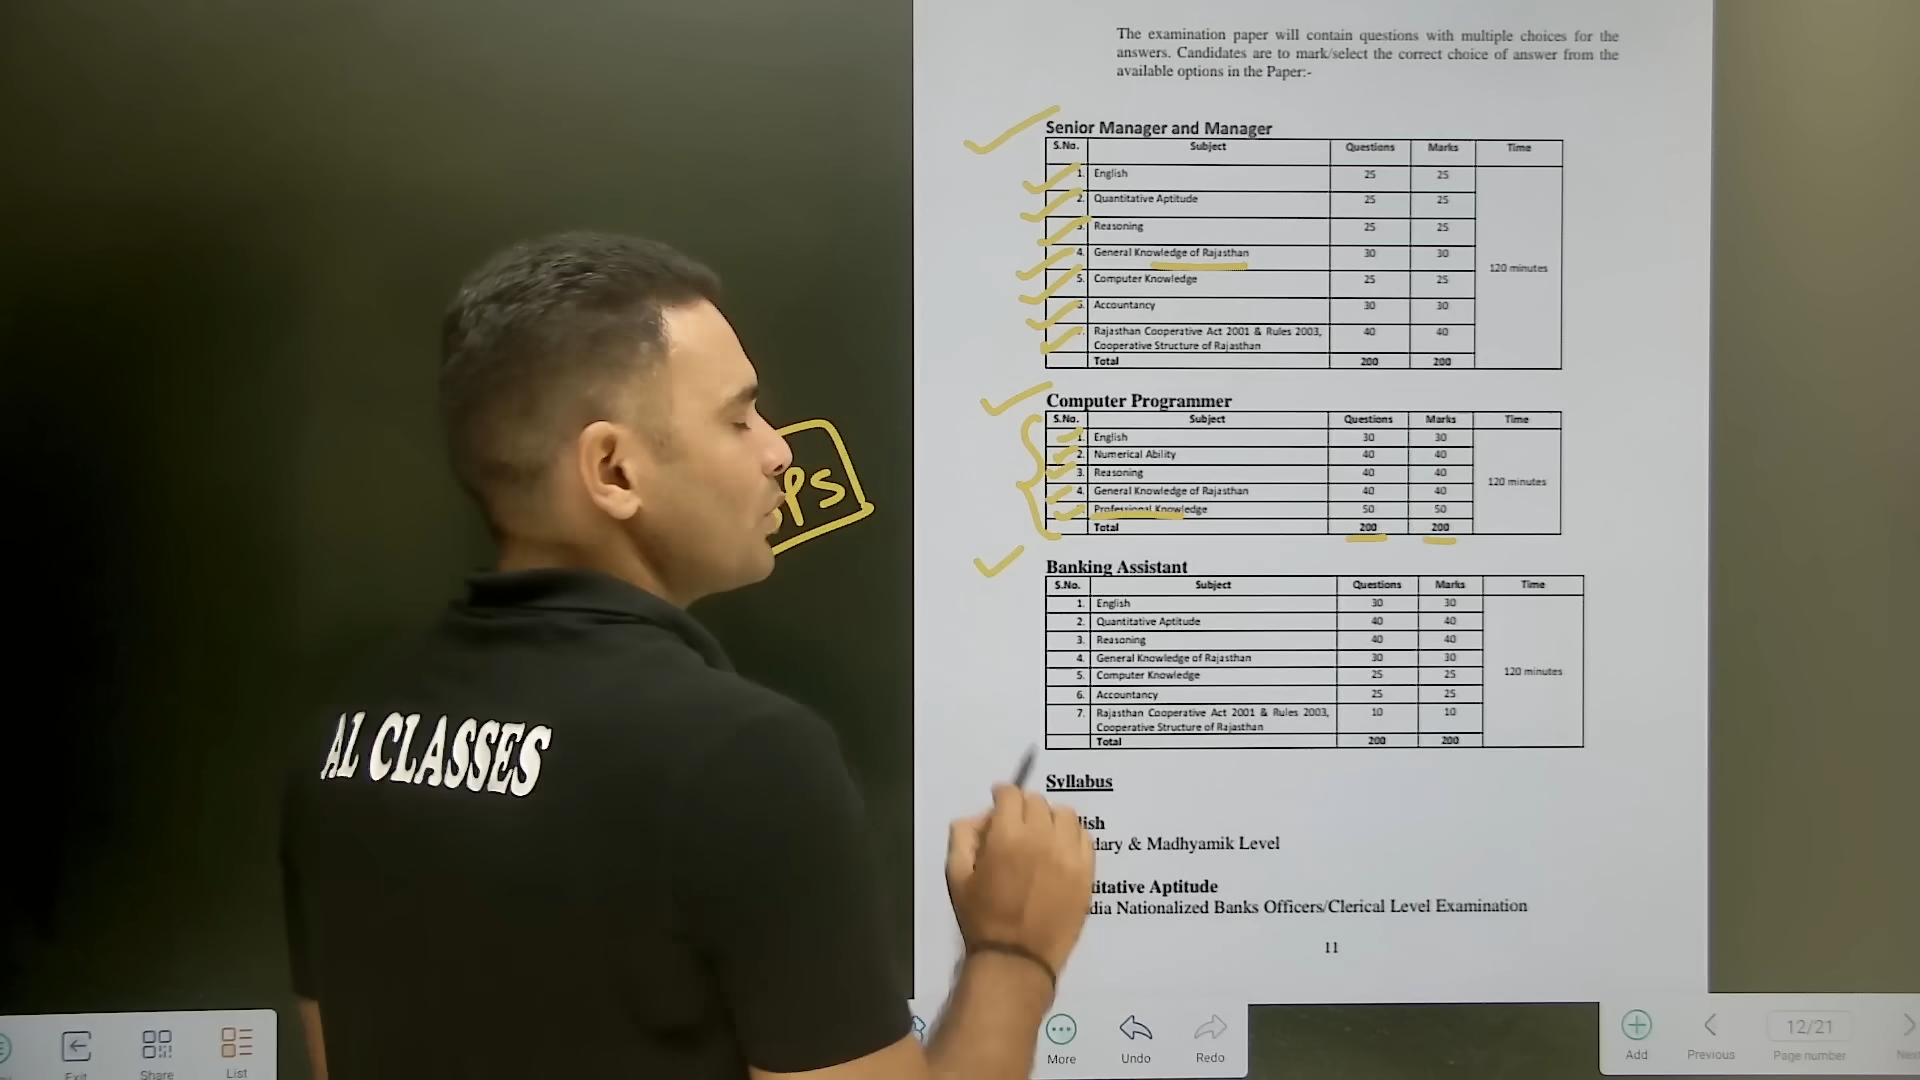 The examination paper will contain questions with multiple choices for the
answers. Candidates are to mark/select the correct choice of answer from the
available options in the Paper:-
Senior Manager and Manager
S.No. Subject Questions Marks Time
1. English 25 25
2. Quantitative Aptitude 25 25
3. Reasoning 25 25
4. General Knowledge of Rajasthan 30 30
120 minutes
5. Computer Knowledge 25 25
Accountancy 30 30
Rajasthan Cooperative Act 2001 & Rules 2003, 40 40
Cooperative Structure of Rajasthan
Total 200 200
Computer Programmer
S.No. Subject Questions Marks Time
1. English 30 30
2. Numerical Ability 40 40
3. Reasoning 40 40
120 minutes
4. General Knowledge of Rajasthan 40 40
Professional Knowledge 50 50
Total 200 200
PS
Banking Assistant
S.No. Subject Questions Marks Time
1. English 30 30
2. Quantitative Aptitude 40 40
3. Reasoning 40 40
4. General Knowledge of Rajasthan 30 30
120 minutes
5. Computer Knowledge 25 25
6. Accountancy 25 25
7. Rajasthan Cooperative Act 2001 & Rules 2003, 10 10
Cooperative Structure of Rajasthan
Total 200 200
AL CLASSES
Syllabus
lish
dary & Madhyamik Level
titative Aptitude
dia Nationalized Banks Officers/Clerical Level Examination
11
Exit Share List
More Undo Redo
Add Previous 12/21 Page number